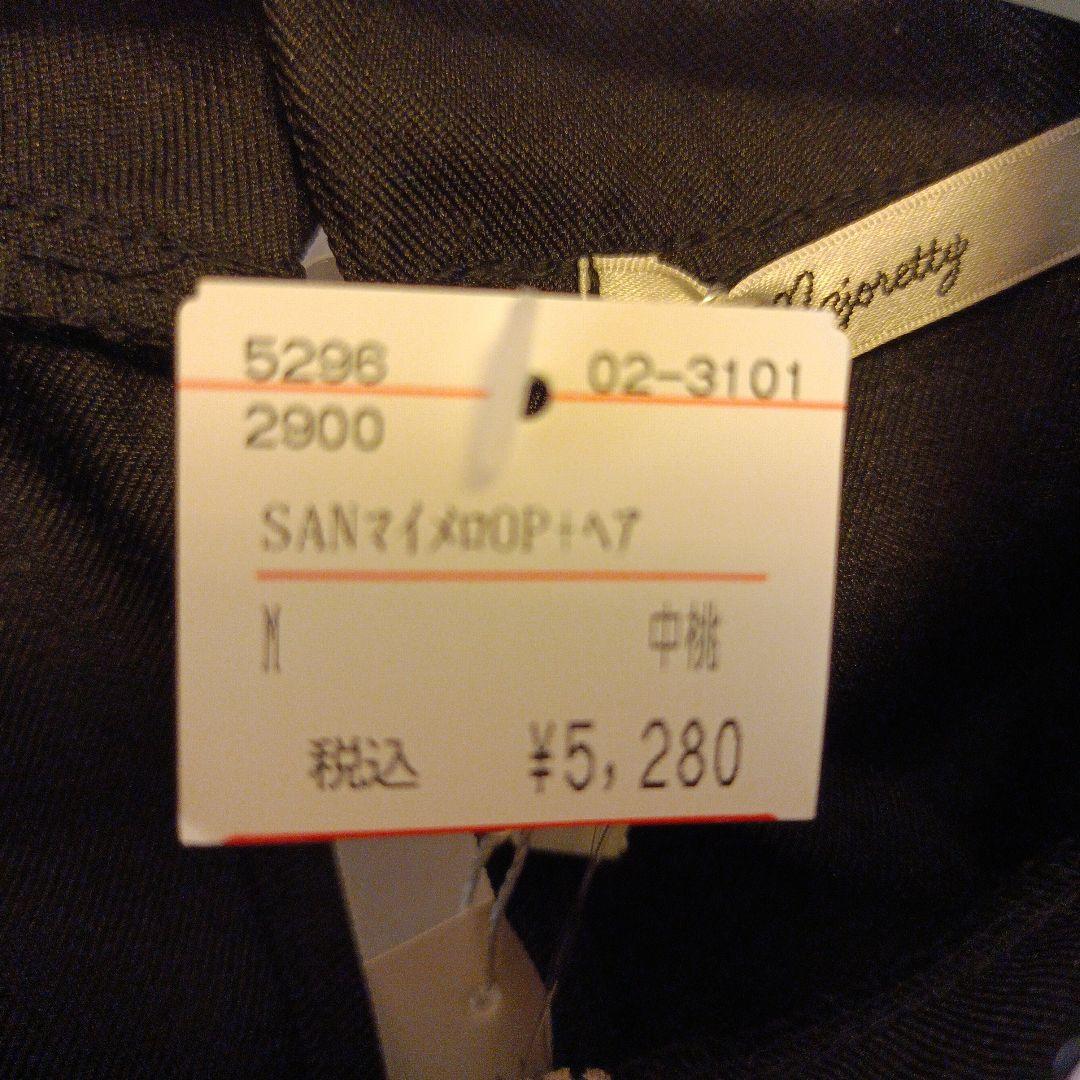 Majoretty
5296 02-3101
2900
SANマイメロOP+ヘア
M 中桃
税込 ¥5,280